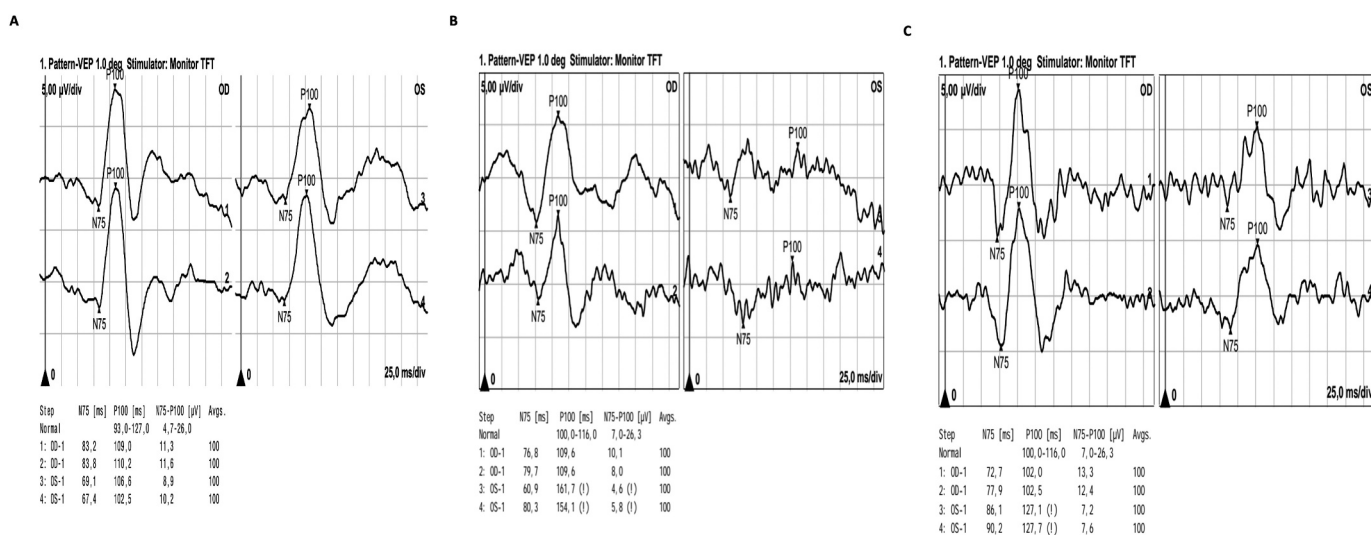 A
1. Pattern-VEP 1.0 deg Stimulator: Monitor TFT
5,00 µV/div
OD
OS
P100
P100
P100
P100
N75
N75
N75
N75
1
2
3
4
0
0
25,0 ms/div
Step N75 [ms] P100 [ms] N75-P100 [µV] Avgs.
Normal 93,0-127,0 4,7-26,0
1: OD-1 83,2 109,0 11,3 100
2: OD-1 83,8 110,2 11,6 100
3: OS-1 69,1 106,6 8,9 100
4: OS-1 67,4 102,5 10,2 100
B
1. Pattern-VEP 1.0 deg Stimulator: Monitor TFT
5,00 µV/div
OD
OS
P100
P100
P100
P100
N75
N75
N75
N75
2
4
0
0
25,0 ms/div
Step N75 [ms] P100 [ms] N75-P100 [µV] Avgs.
Normal 100,0-116,0 7,0-26,3
1: OD-1 76,8 109,6 10,1 100
2: OD-1 79,7 109,6 8,0 100
3: OS-1 60,9 161,7 (!) 4,6 (!) 100
4: OS-1 80,3 154,1 (!) 5,8 (!) 100
C
1. Pattern-VEP 1.0 deg Stimulator: Monitor TFT
5,00 µV/div
OD
OS
P100
P100
P100
P100
N75
N75
N75
N75
1
3
4
0
0
25,0 ms/div
Step N75 [ms] P100 [ms] N75-P100 [µV] Avgs.
Normal 100,0-116,0 7,0-26,3
1: OD-1 72,7 102,0 13,3 100
2: OD-1 77,9 102,5 12,4 100
3: OS-1 86,1 127,1 (!) 7,2 100
4: OS-1 90,2 127,7 (!) 7,6 100